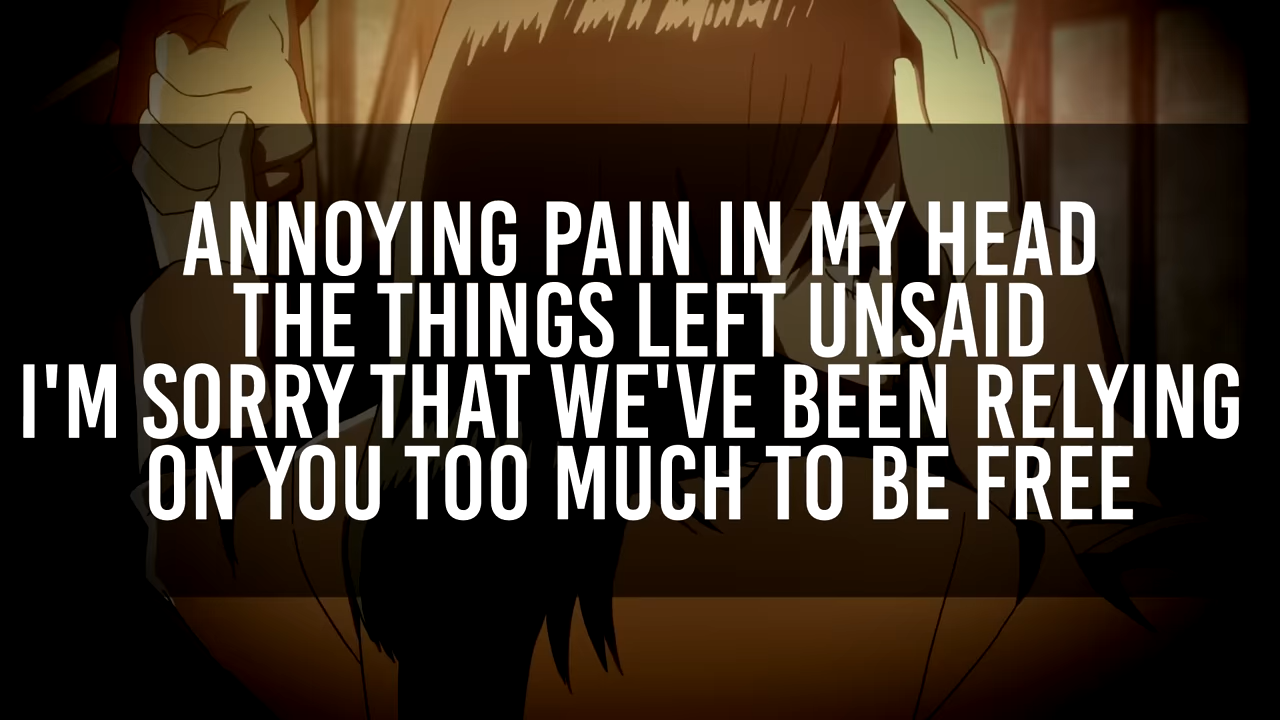 ANNOYING PAIN IN MY HEAD
THE THINGS LEFT UNSAID
I'M SORRY THAT WE'VE BEEN RELYING
ON YOU TOO MUCH TO BE FREE